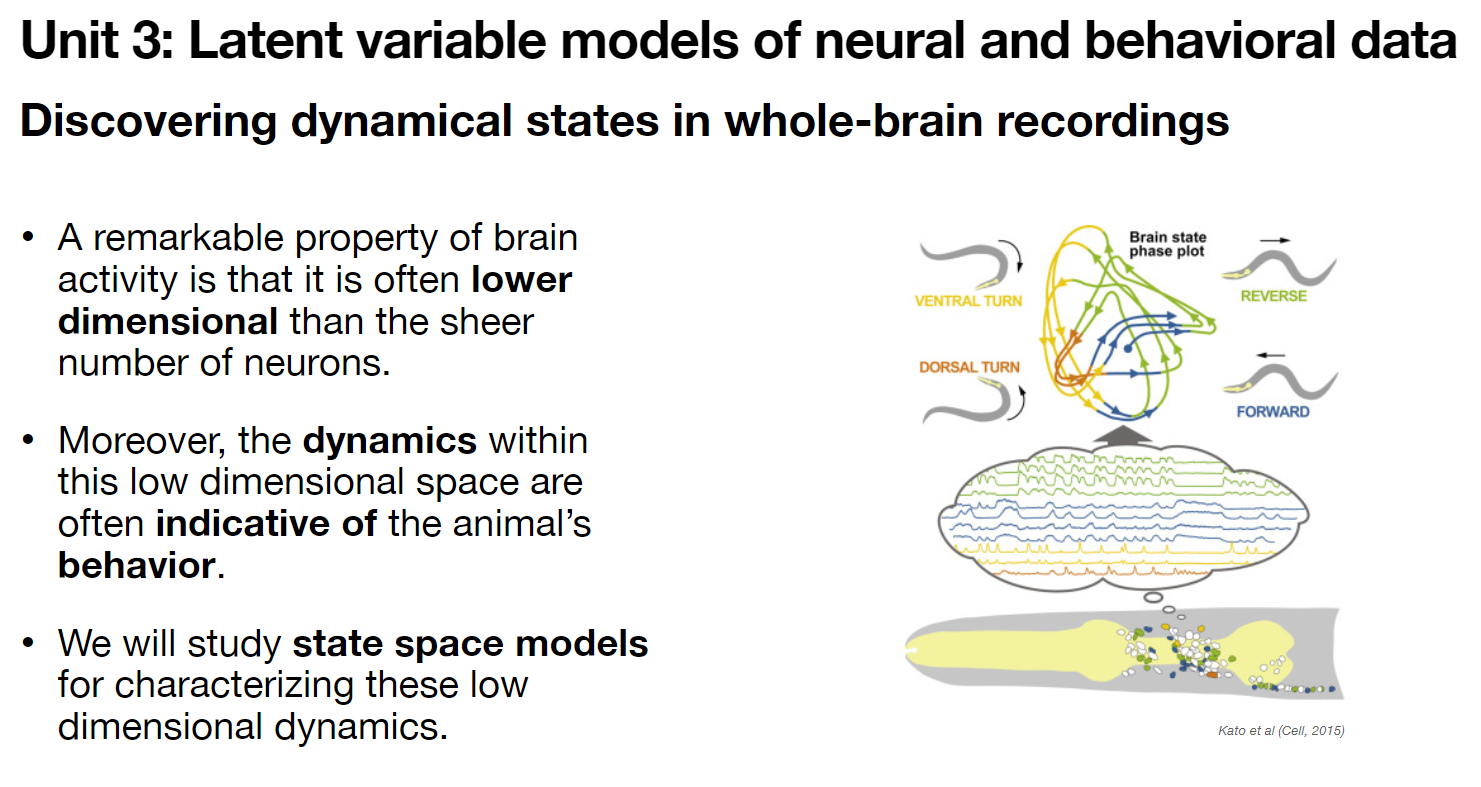 Unit 3: Latent variable models of neural and behavioral data
Discovering dynamical states in whole-brain recordings
• A remarkable property of brain
activity is that it is often lower
dimensional than the sheer
number of neurons.
• Moreover, the dynamics within
this low dimensional space are
often indicative of the animal’s
behavior.
• We will study state space models
for characterizing these low
dimensional dynamics.
Brain state
phase plot
VENTRAL TURN
REVERSE
DORSAL TURN
FORWARD
Kato et al (Cell, 2015)